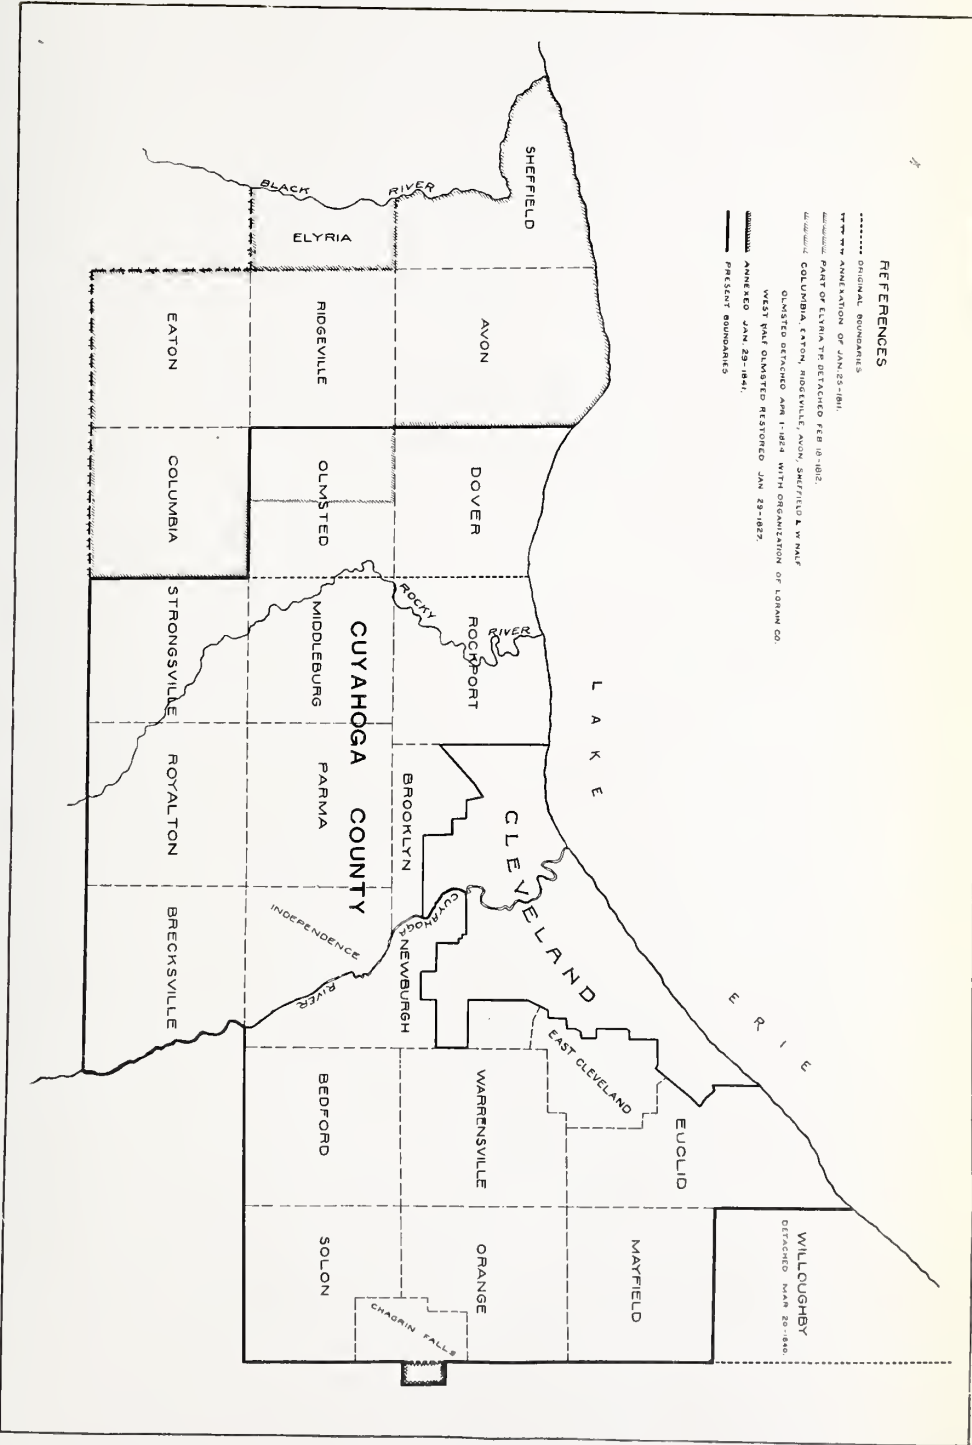 REFERENCES
ORIGINAL BOUNDARIES
ANNEXATION OF JAN. 25-1811.
PART OF ELYRIA TP. DETACHED FEB 18-1812.
COLUMBIA, EATON, RIDGEVILLE, AVON, SHEFFIELD & W HALF
OLMSTED DETACHED APR 1-1824 WITH ORGANIZATION OF LORAIN CO.
WEST HALF OLMSTED RESTORED JAN 29-1827.
ANNEXED JAN. 29-1841.
PRESENT BOUNDARIES
LAKE ERIE
WILLOUGHBY
DETACHED MAR 20-1840.
SHEFFIELD
AVON
DOVER
ROCKPORT
ROCKY RIVER
CLEVELAND
EAST CLEVELAND
EUCLID
MAYFIELD
BLACK RIVER
ELYRIA
RIDGEVILLE
OLMSTED
MIDDLEBURG
CUYAHOGA COUNTY
PARMA
BROOKLYN
CUYAHOGA RIVER
NEWBURGH
INDEPENDENCE
WARRENSVILLE
ORANGE
BEDFORD
SOLON
CHAGRIN FALLS
EATON
COLUMBIA
STRONGSVILLE
ROYALTON
BRECKSVILLE